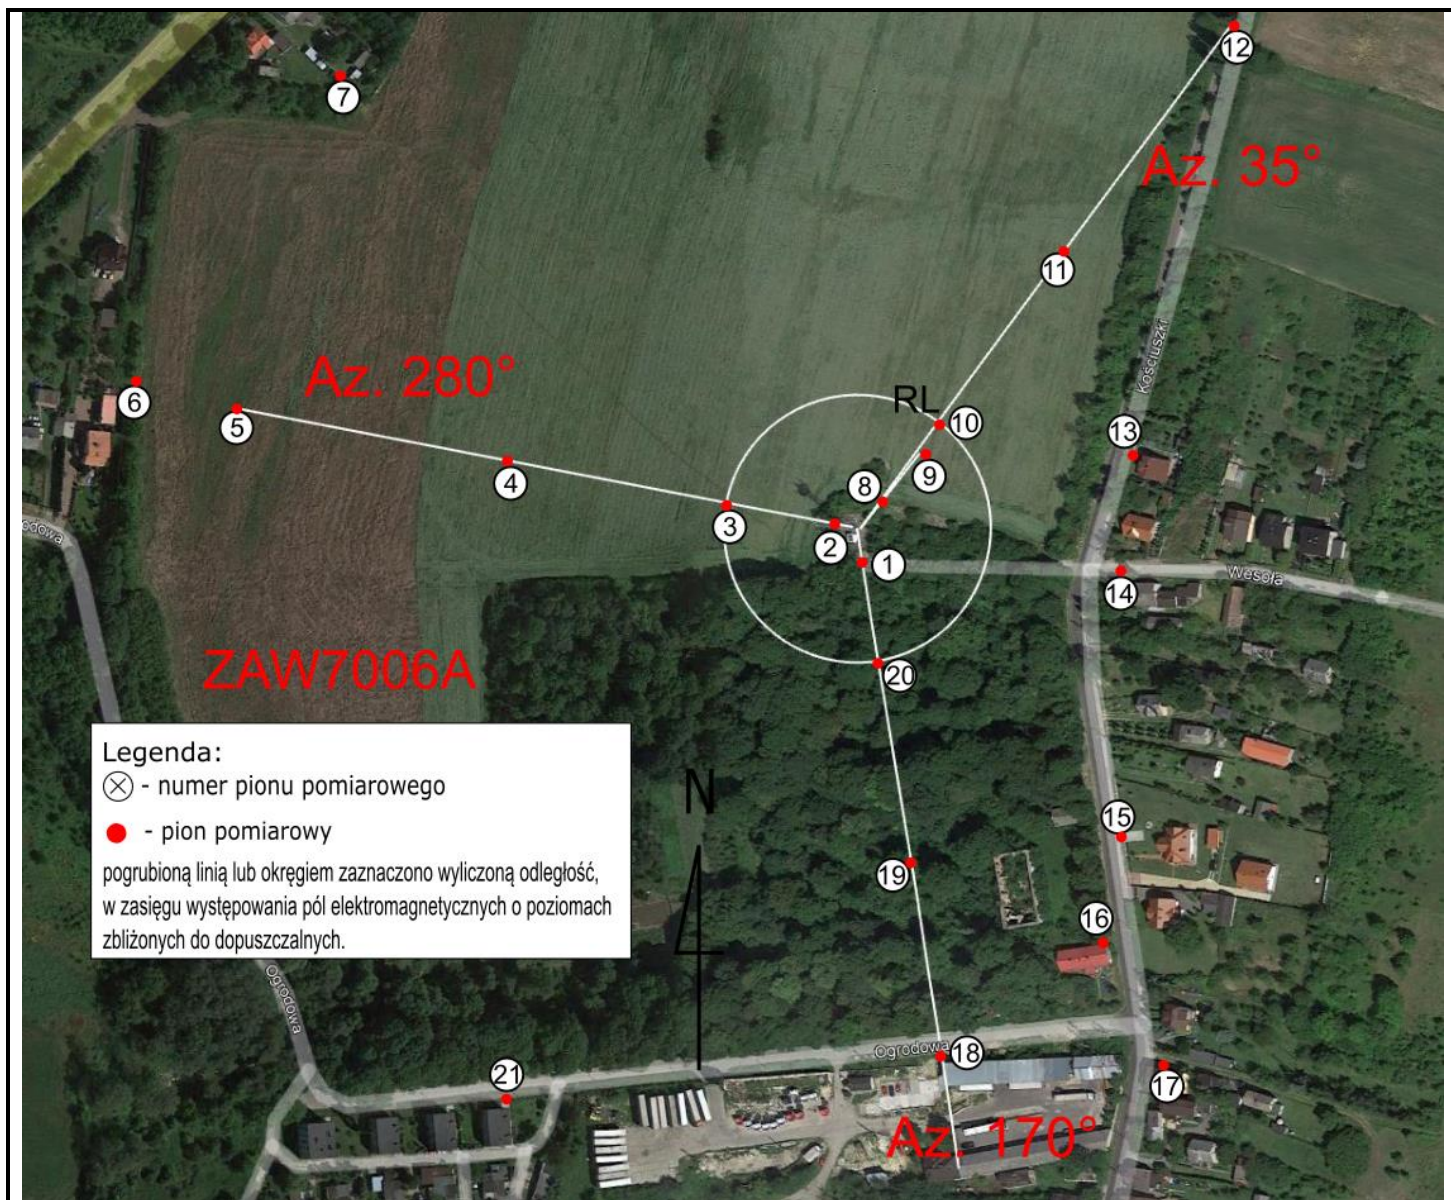 12
7
Az. 35°
11
Kościuszki
Az. 280°
6
5
RL
10
13
4
9
8
3
2
1
14
Wesoła
ZAW7006A
20
Legenda:
- numer pionu pomiarowego
- pion pomiarowy
pogrubioną linią lub okręgiem zaznaczono wyliczoną odległość,
w zasięgu występowania pól elektromagnetycznych o poziomach
zbliżonych do dopuszczalnych.
N
15
19
16
Ogrodowa
Ogrodowa
18
17
21
Az. 170°